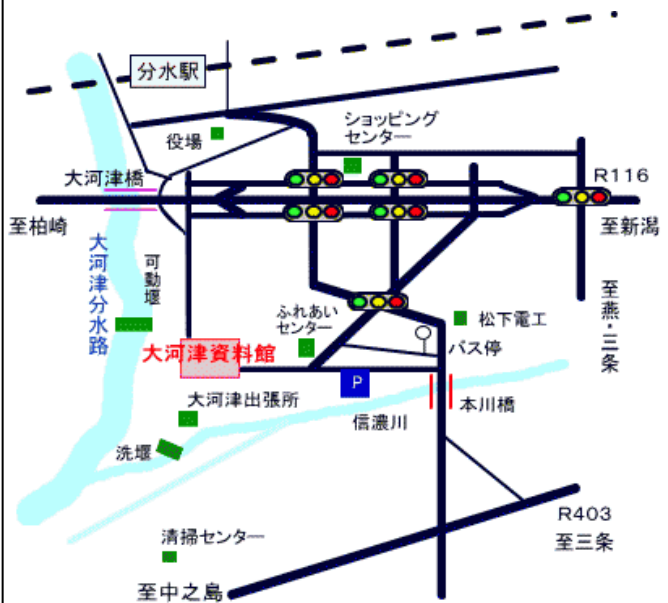 分水駅
役場
ショッピング
センター
大河津橋
R116
至柏崎
至新潟
大河津分水路
可動堰
至燕・三条
ふれあい
センター
松下電工
バス停
大河津資料館
P
大河津出張所
信濃川
本川橋
洗堰
R403
至三条
清掃センター
至中之島